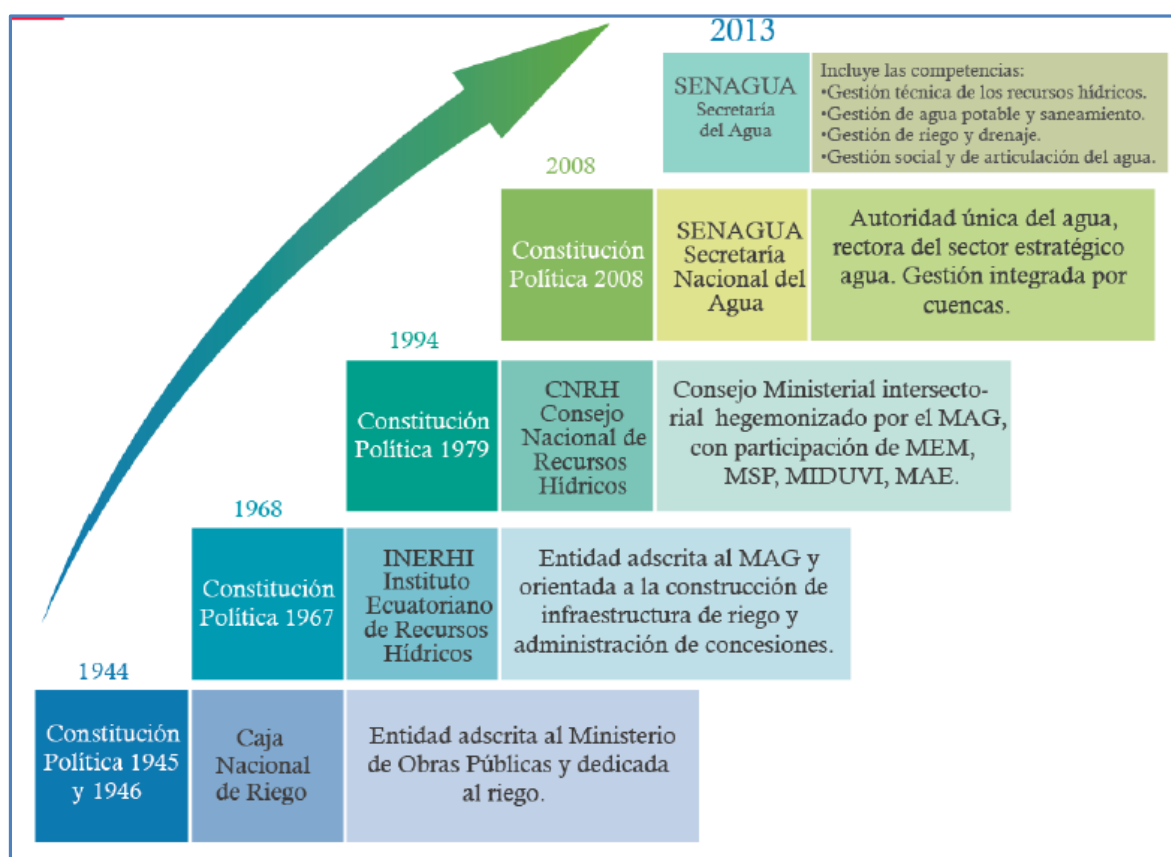 2013
SENAGUA
Secretaría
del Agua
Incluye las competencias:
•Gestión técnica de los recursos hídricos.
•Gestión de agua potable y saneamiento.
•Gestión de riego y drenaje.
•Gestión social y de articulación del agua.
2008
Constitución
Política 2008
SENAGUA
Secretaría
Nacional del
Agua
Autoridad única del agua,
rectora del sector estratégico
agua. Gestión integrada por
cuencas.
1994
Constitución
Política 1979
CNRH
Consejo
Nacional de
Recursos
Hídricos
Consejo Ministerial intersecto-
rial hegemonizado por el MAG,
con participación de MEM,
MSP, MIDUVI, MAE.
1968
Constitución
Política 1967
INERHI
Instituto
Ecuatoriano
de Recursos
Hídricos
Entidad adscrita al MAG y
orientada a la construcción de
infraestructura de riego y
administración de concesiones.
1944
Constitución
Política 1945
y 1946
Caja
Nacional
de Riego
Entidad adscrita al Ministerio
de Obras Públicas y dedicada
al riego.